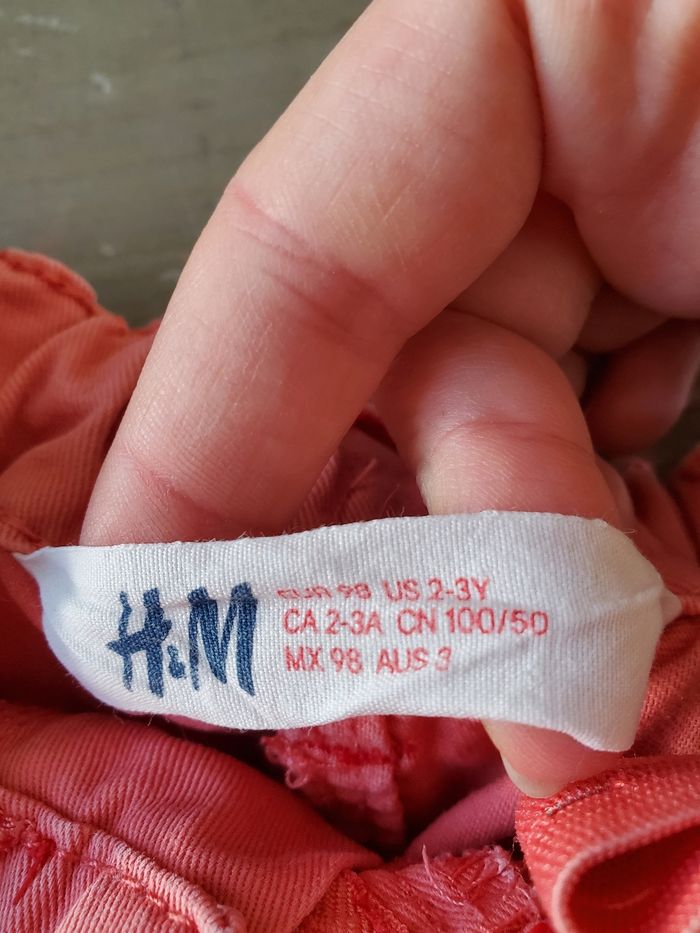 H&M
EUR 98 US 2-3Y
CA 2-3A CN 100/50
MX 98 AUS 3